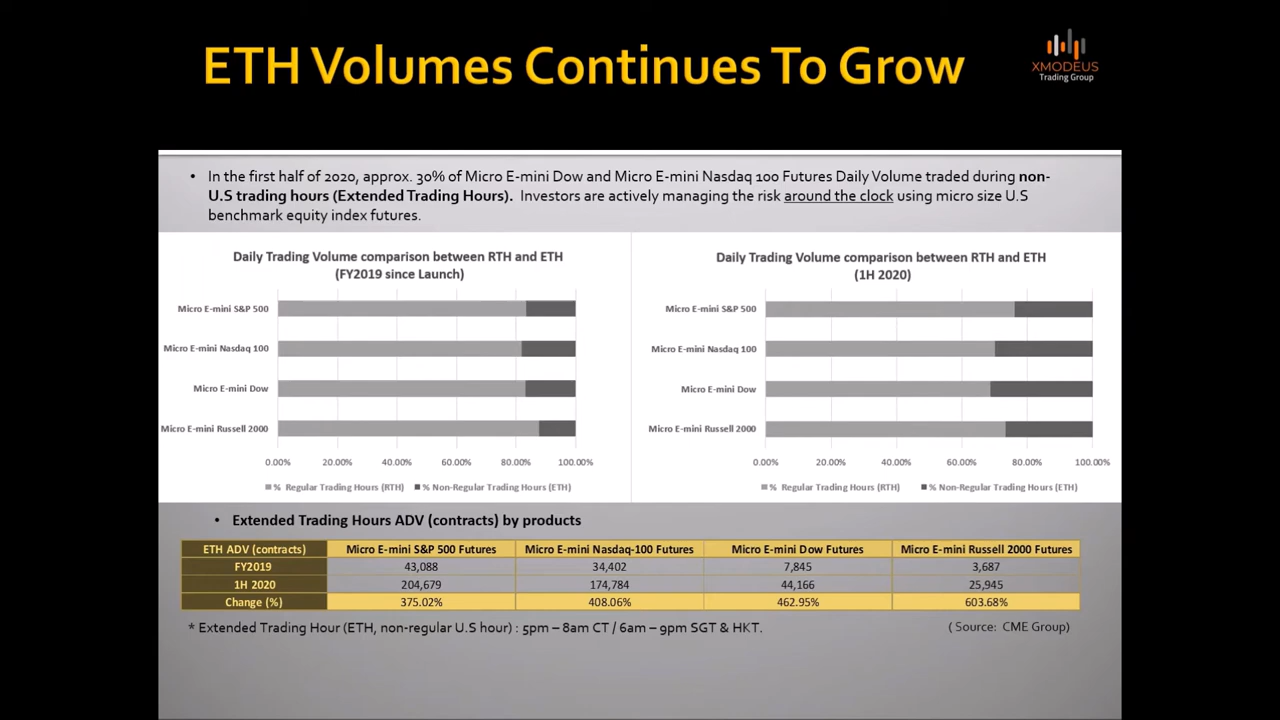 ETH Volumes Continues To Grow
XMODEUS
Trading Group
• In the first half of 2020, approx. 30% of Micro E-mini Dow and Micro E-mini Nasdaq 100 Futures Daily Volume traded during non-
U.S trading hours (Extended Trading Hours). Investors are actively managing the risk around the clock using micro size U.S
benchmark equity index futures.
Daily Trading Volume comparison between RTH and ETH
(FY2019 since Launch)
Micro E-mini S&P 500
Micro E-mini Nasdaq 100
Micro E-mini Dow
Micro E-mini Russell 2000
0.00% 20.00% 40.00% 60.00% 80.00% 100.00%
% Regular Trading Hours (RTH) % Non-Regular Trading Hours (ETH)
Daily Trading Volume comparison between RTH and ETH
(1H 2020)
Micro E-mini S&P 500
Micro E-mini Nasdaq 100
Micro E-mini Dow
Micro E-mini Russell 2000
0.00% 20.00% 40.00% 60.00% 80.00% 100.00%
% Regular Trading Hours (RTH) % Non-Regular Trading Hours (ETH)
• Extended Trading Hours ADV (contracts) by products
ETH ADV (contracts) Micro E-mini S&P 500 Futures Micro E-mini Nasdaq-100 Futures Micro E-mini Dow Futures Micro E-mini Russell 2000 Futures
FY2019 43,088 34,402 7,845 3,687
1H 2020 204,679 174,784 44,166 25,945
Change (%) 375.02% 408.06% 462.95% 603.68%
* Extended Trading Hour (ETH, non-regular U.S hour) : 5pm – 8am CT / 6am – 9pm SGT & HKT.
( Source: CME Group)